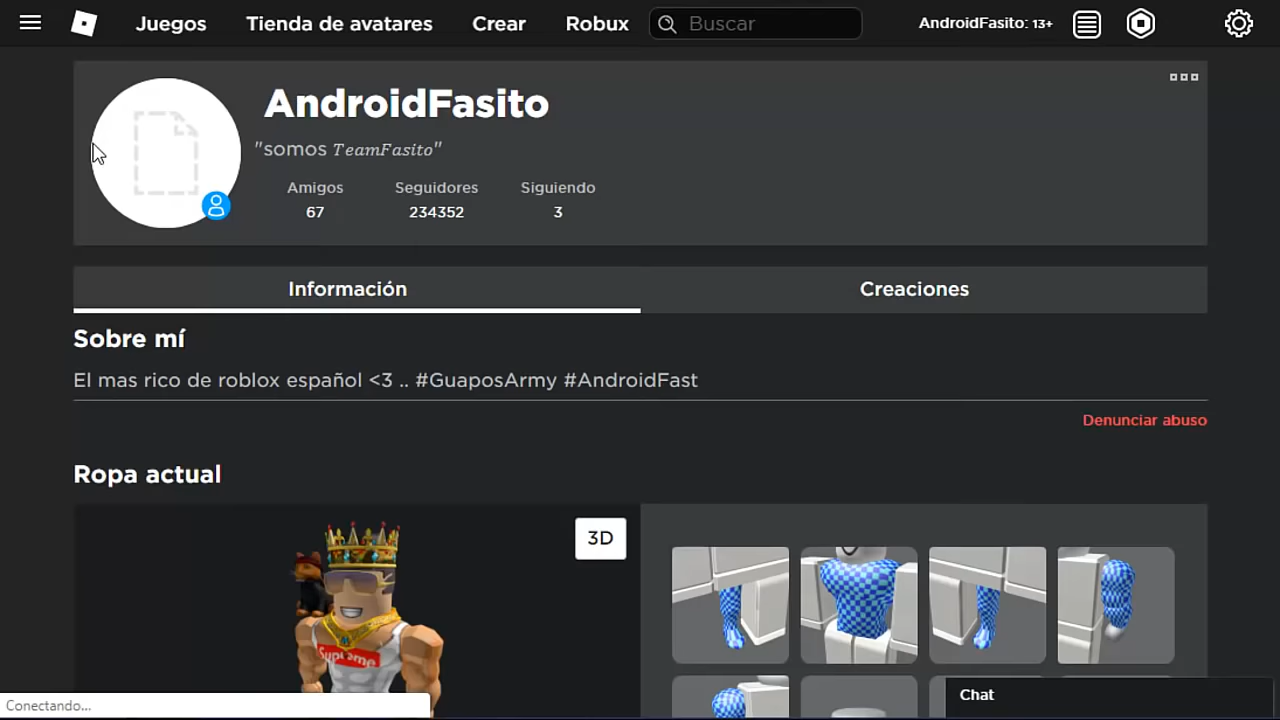 Juegos Tienda de avatares Crear Robux Buscar AndroidFasito: 13+
AndroidFasito
"somos TeamFasito"
Amigos Seguidores Siguiendo
67 234352 3
Información Creaciones
Sobre mí
El mas rico de roblox español <3 .. #GuaposArmy #AndroidFast
Denunciar abuso
Ropa actual
3D
Supreme
Conectando...
Chat